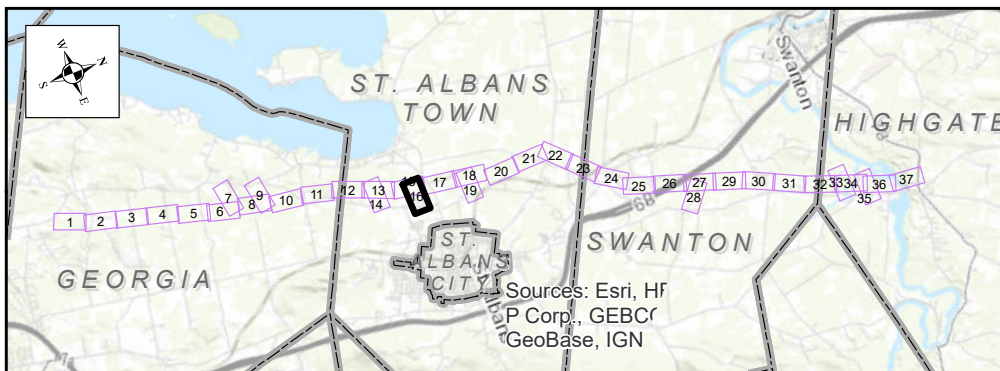 W
N
S
E
ST. ALBANS
TOWN
Swanton
HIGHGATE
GEORGIA
SWANTON
ST.
LBANS
CITY
1 2 3 4 5 6 7 8 9 10 11 12 13 14 16 17 18 19 20 21 22 23 24 25 26 27 28 29 30 31 32 33 34 35 36 37
Sources: Esri, HE
P Corp., GEBCO
GeoBase, IGN